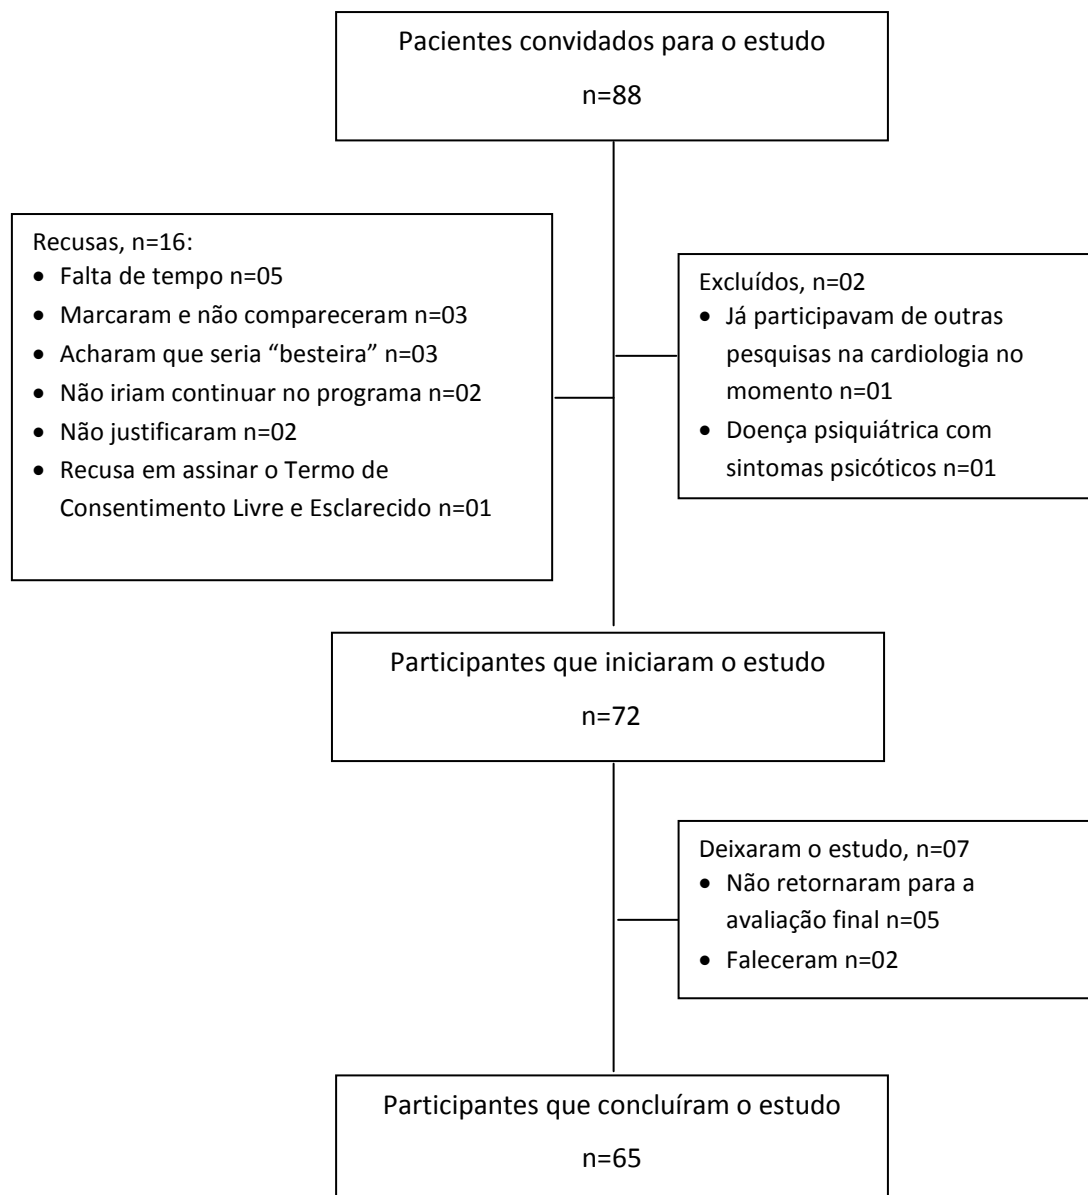 Pacientes convidados para o estudo
n=88
Recusas, n=16:
• Falta de tempo n=05
• Marcaram e não compareceram n=03
• Acharam que seria “besteira” n=03
• Não iriam continuar no programa n=02
• Não justificaram n=02
• Recusa em assinar o Termo de
Consentimento Livre e Esclarecido n=01
Excluídos, n=02
• Já participavam de outras
pesquisas na cardiologia no
momento n=01
• Doença psiquiátrica com
sintomas psicóticos n=01
Participantes que iniciaram o estudo
n=72
Deixaram o estudo, n=07
• Não retornaram para a
avaliação final n=05
• Faleceram n=02
Participantes que concluíram o estudo
n=65